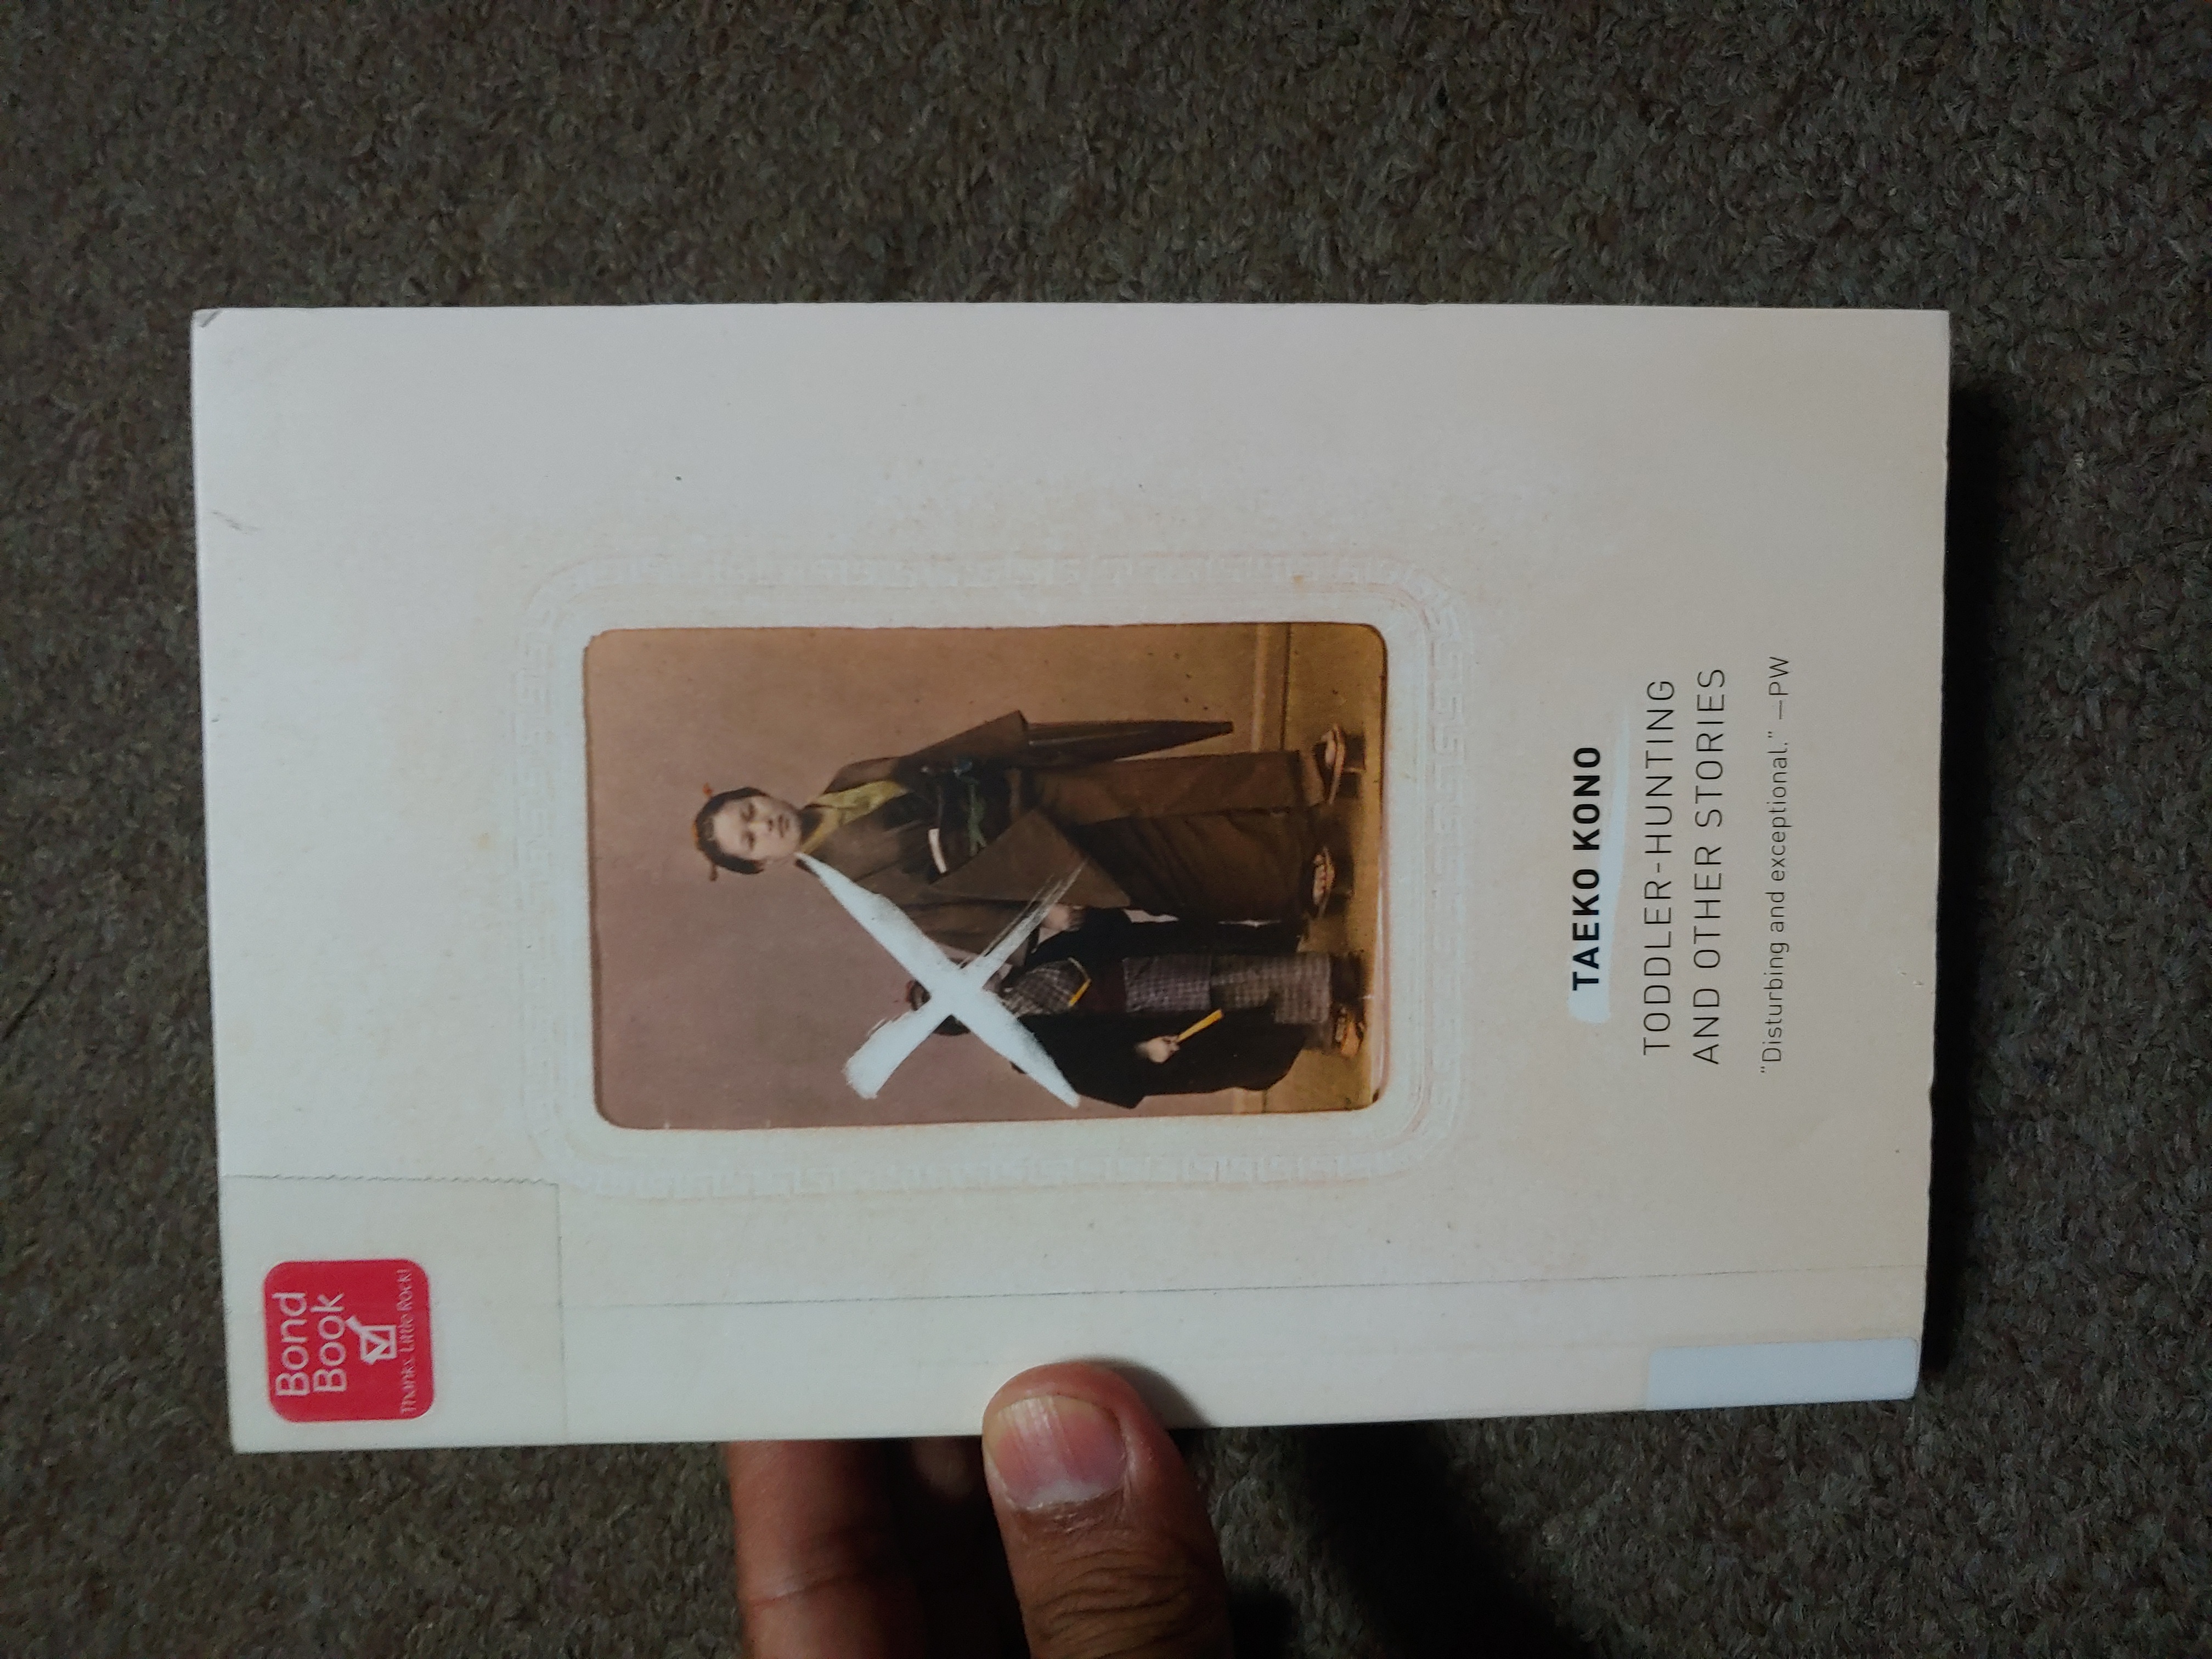 Bond
Book
Thanks, Little Rock!
TAEKO KONO
TODDLER-HUNTING
AND OTHER STORIES
“Disturbing and exceptional.” —PW